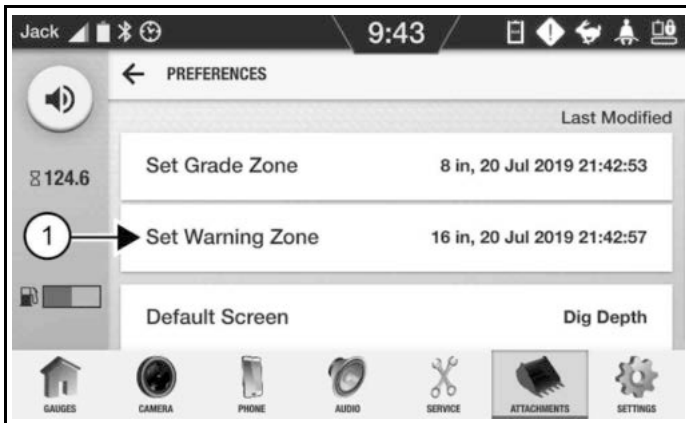 Jack 9:43
← PREFERENCES
Last Modified
Set Grade Zone 8 in, 20 Jul 2019 21:42:53
124.6
1 Set Warning Zone 16 in, 20 Jul 2019 21:42:57
Default Screen Dig Depth
GAUGES CAMERA PHONE AUDIO SERVICE ATTACHMENTS SETTINGS